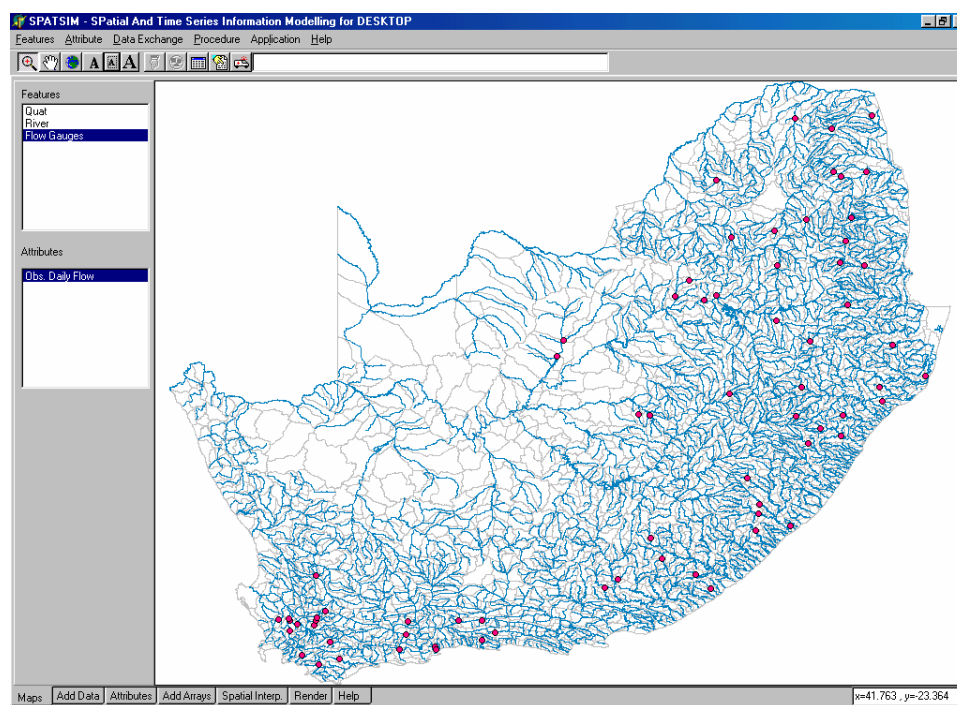 SPATSIM - SPatial And Time Series Information Modelling for DESKTOP
Features Attribute Data Exchange Procedure Application Help
A A A
Features
Quat
River
Flow Gauges
Attributes
Obs. Daily Flow
Maps Add Data Attributes Add Arrays Spatial Interp. Render Help
x=41.763 , y=-23.364